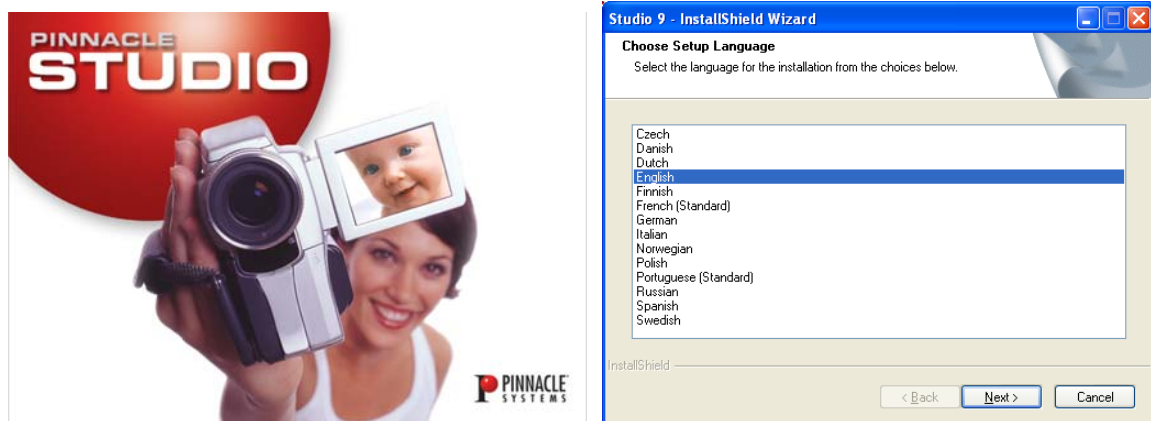 PINNACLE
STUDIO
PINNACLE
SYSTEMS
Studio 9 - InstallShield Wizard
Choose Setup Language
Select the language for the installation from the choices below.
Czech
Danish
Dutch
English
Finnish
French (Standard)
German
Italian
Norwegian
Polish
Portuguese (Standard)
Russian
Spanish
Swedish
InstallShield
< Back Next > Cancel